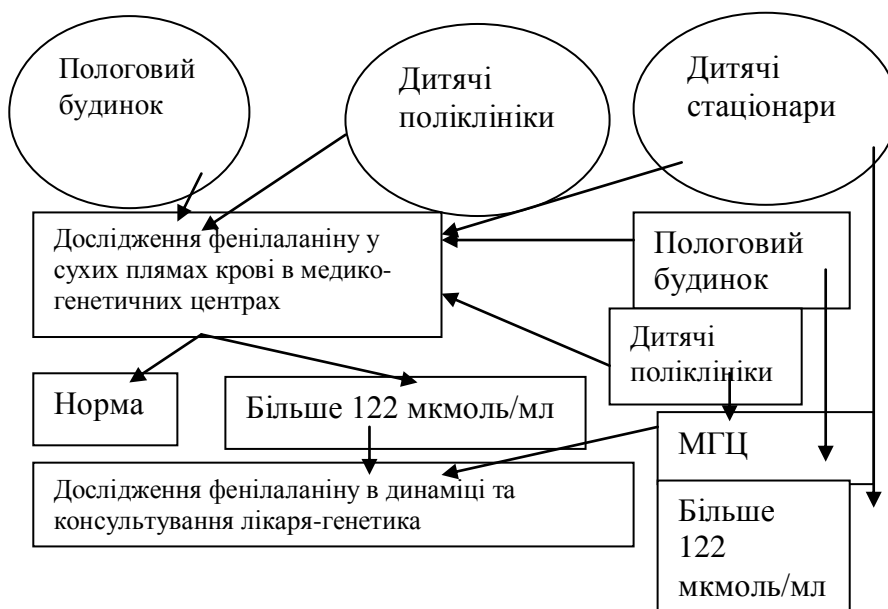 Пологовий
будинок
Дитячі
поліклініки
Дитячі
стаціонари
Дослідження фенілаланіну у
сухих плямах крові в медико-
генетичних центрах
Пологовий
будинок
Дитячі
поліклініки
Норма
Більше 122 мкмоль/мл
МГЦ
Дослідження фенілаланіну в динаміці та
консультування лікаря-генетика
Більше
122
мкмоль/мл